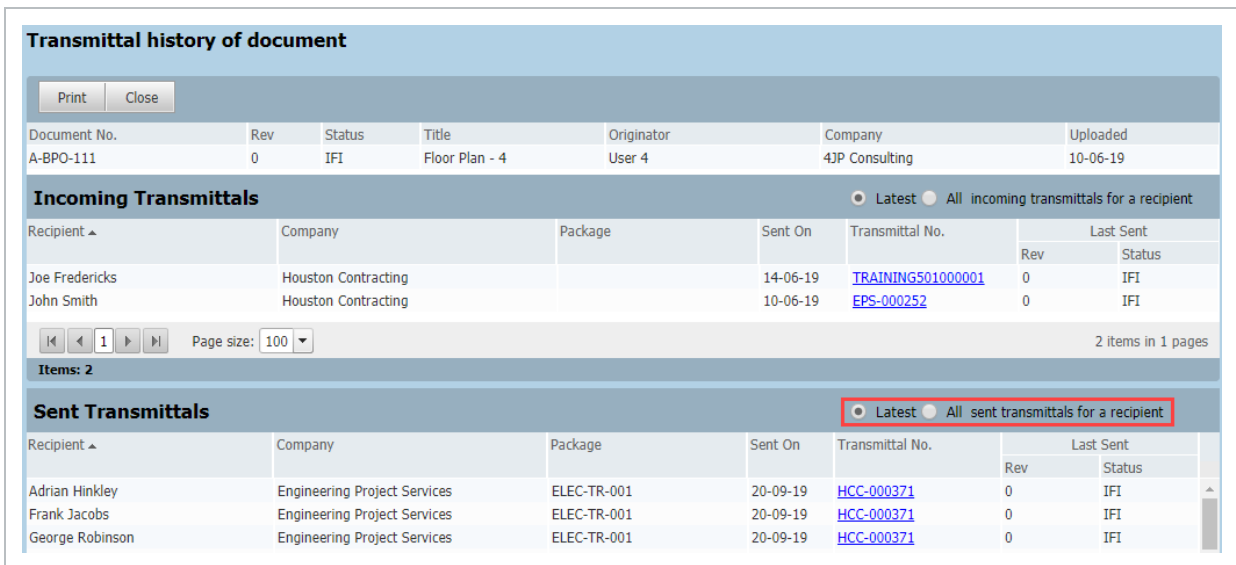 Transmittal history of document
Print Close
Document No. Rev Status Title Originator Company Uploaded
A-BPO-111 0 IFI Floor Plan - 4 User 4 4JP Consulting 10-06-19
Incoming Transmittals Latest All incoming transmittals for a recipient
Recipient Company Package Sent On Transmittal No. Last Sent
Rev Status
Joe Fredericks Houston Contracting 14-06-19 TRAINING501000001 0 IFI
John Smith Houston Contracting 10-06-19 EPS-000252 0 IFI
1 Page size: 100 2 items in 1 pages
Items: 2
Sent Transmittals Latest All sent transmittals for a recipient
Recipient Company Package Sent On Transmittal No. Last Sent
Rev Status
Adrian Hinkley Engineering Project Services ELEC-TR-001 20-09-19 HCC-000371 0 IFI
Frank Jacobs Engineering Project Services ELEC-TR-001 20-09-19 HCC-000371 0 IFI
George Robinson Engineering Project Services ELEC-TR-001 20-09-19 HCC-000371 0 IFI